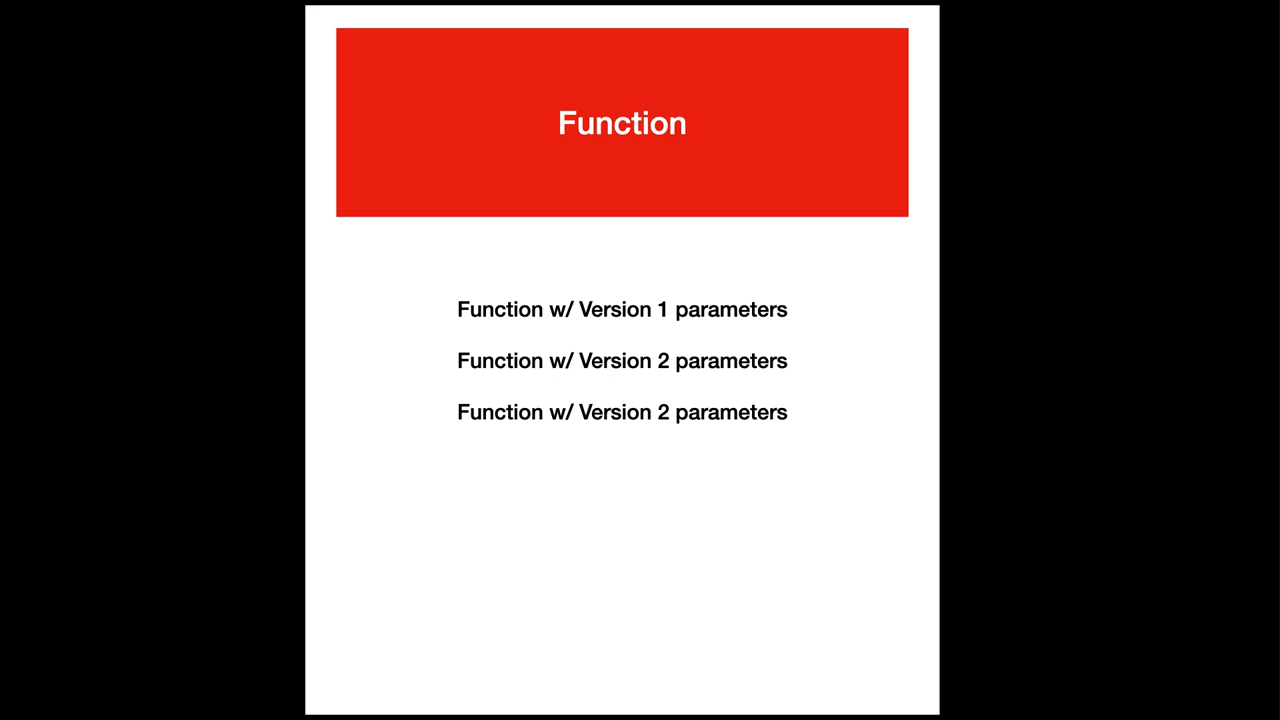 Function
Function w/ Version 1 parameters
Function w/ Version 2 parameters
Function w/ Version 2 parameters